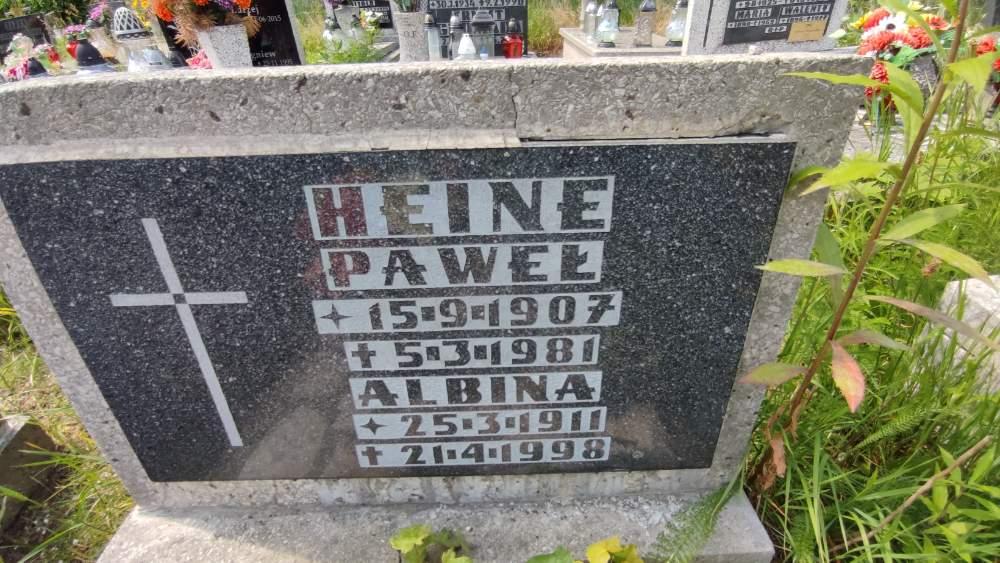 HEINE
PAWEŁ
✦ 15·9·1907
✝ 5·3·1981
ALBINA
✦ 25·3·1911
✝ 21·4·1998